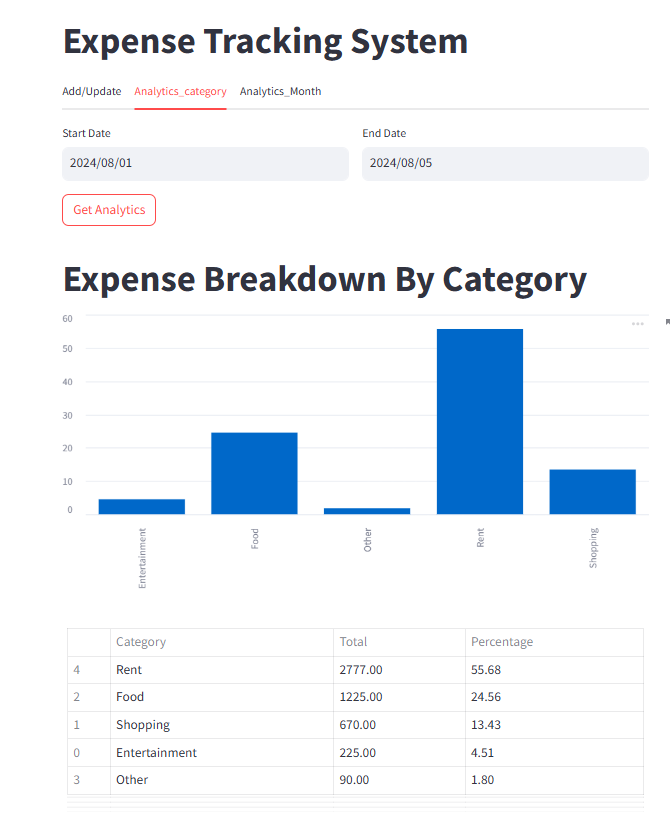 Expense Tracking System
Add/Update Analytics_category Analytics_Month
Start Date End Date
2024/08/01 2024/08/05
Get Analytics
Expense Breakdown By Category
60
50
40
30
20
10
0
Entertainment Food Other Rent Shopping
Category Total Percentage
4 Rent 2777.00 55.68
2 Food 1225.00 24.56
1 Shopping 670.00 13.43
0 Entertainment 225.00 4.51
3 Other 90.00 1.80